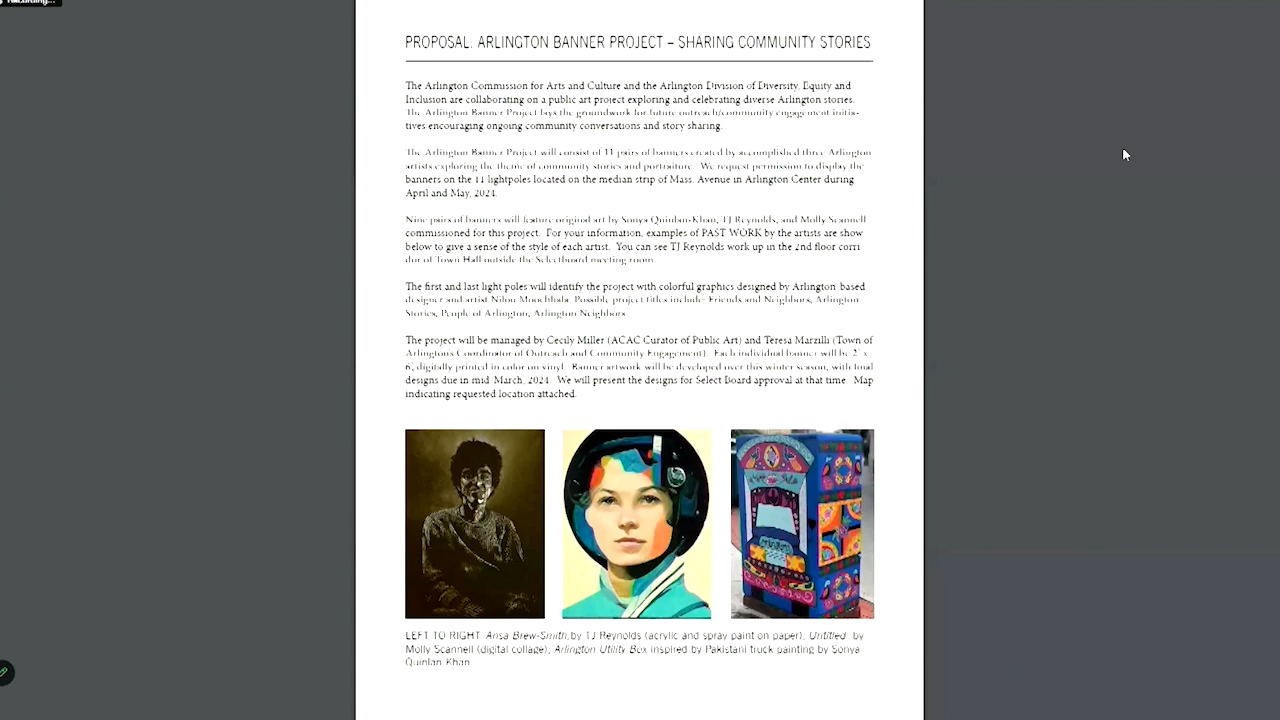 Recording...
PROPOSAL: ARLINGTON BANNER PROJECT – SHARING COMMUNITY STORIES
The Arlington Commission for Arts and Culture and the Arlington Division of Diversity, Equity and
Inclusion are collaborating on a public art project exploring and celebrating diverse Arlington stories.
The Arlington Banner Project lays the groundwork for future outreach/community engagement initia-
tives encouraging ongoing community conversations and story sharing.
The Arlington Banner Project will consist of 11 pairs of banners created by accomplished three Arlington
artists exploring the theme of community stories and portraiture. We request permission to display the
banners on the 11 lightpoles located on the median strip of Mass. Avenue in Arlington Center during
April and May, 2024.
Nine pairs of banners will feature original art by Sonya Quinlan-Khan, TJ Reynolds, and Molly Scannell
commissioned for this project. For your information, examples of PAST WORK by the artists are show
below to give a sense of the style of each artist. You can see TJ Reynolds work up in the 2nd floor corri
dor of Town Hall outside the Selectboard meeting room
The first and last light poles will identify the project with colorful graphics designed by Arlington-based
designer and artist Nilou Moochhala. Possible project titles include: Friends and Neighbors, Arlington
Stories, People of Arlington, Arlington Neighbors
The project will be managed by Cecily Miller (ACAC Curator of Public Art) and Teresa Marzilli (Town of
Arlingtons Coordinator of Outreach and Community Engagement). Each individual banner will be 2' x
6', digitally printed in color on vinyl. Banner artwork will be developed over this winter season, with final
designs due in mid-March, 2024. We will present the designs for Select Board approval at that time. Map
indicating requested location attached.
LEFT TO RIGHT Ansa Brew-Smith, by TJ Reynolds (acrylic and spray paint on paper); Untitled by
Molly Scannell (digital collage); Arlington Utility Box inspired by Pakistani truck painting by Sonya
Quinlan-Khan.